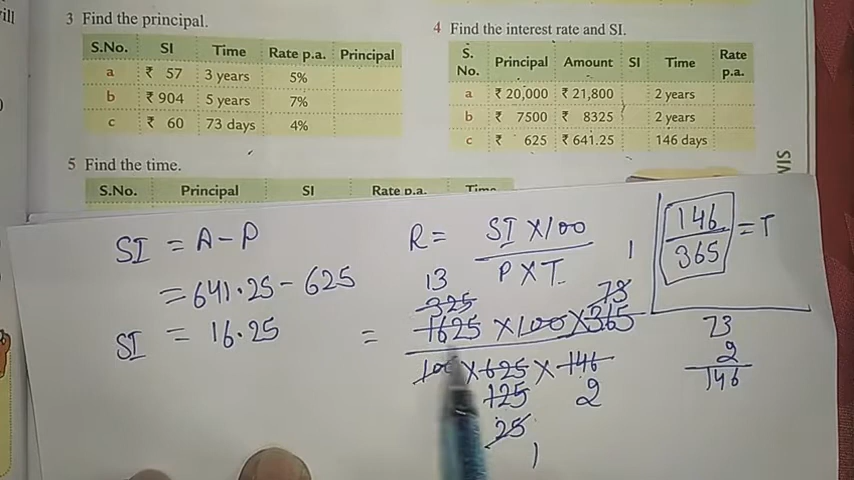 ill
3 Find the principal.
S.No. SI Time Rate p.a. Principal
a ₹ 57 3 years 5%
b ₹ 904 5 years 7%
c ₹ 60 73 days 4%
4 Find the interest rate and SI.
S. No. Principal Amount SI Time Rate p.a.
a ₹ 20,000 ₹ 21,800 2 years
b ₹ 7500 ₹ 8325 2 years
c ₹ 625 ₹ 641.25 146 days
5 Find the time.
S.No. Principal SI Rate p.a. Time
SI = A-P
= 641.25 - 625
SI = 16.25
R = SI X 100
P X T
146
365 = T
13 1
325 73
= 1625 X 100 X 365
100 X 625 X 146
125 2
25
1
73
2
146